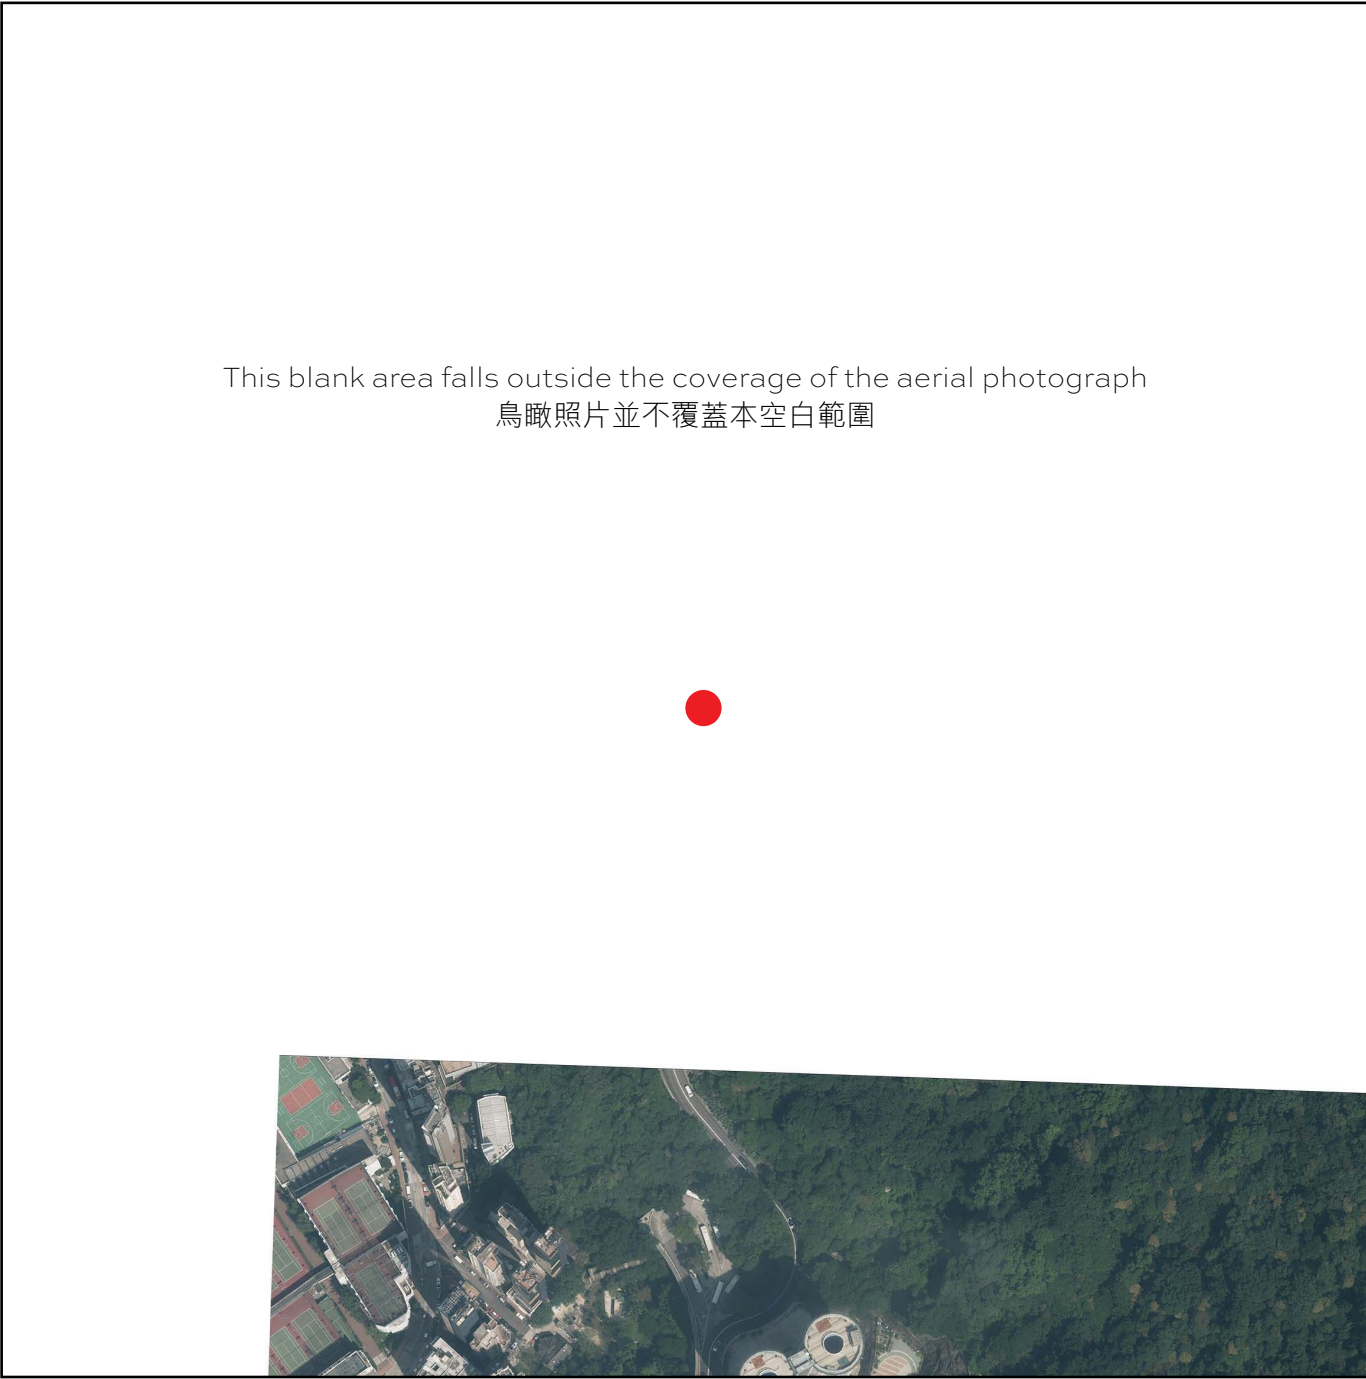 This blank area falls outside the coverage of the aerial photograph
鳥瞰照片並不覆蓋本空白範圍